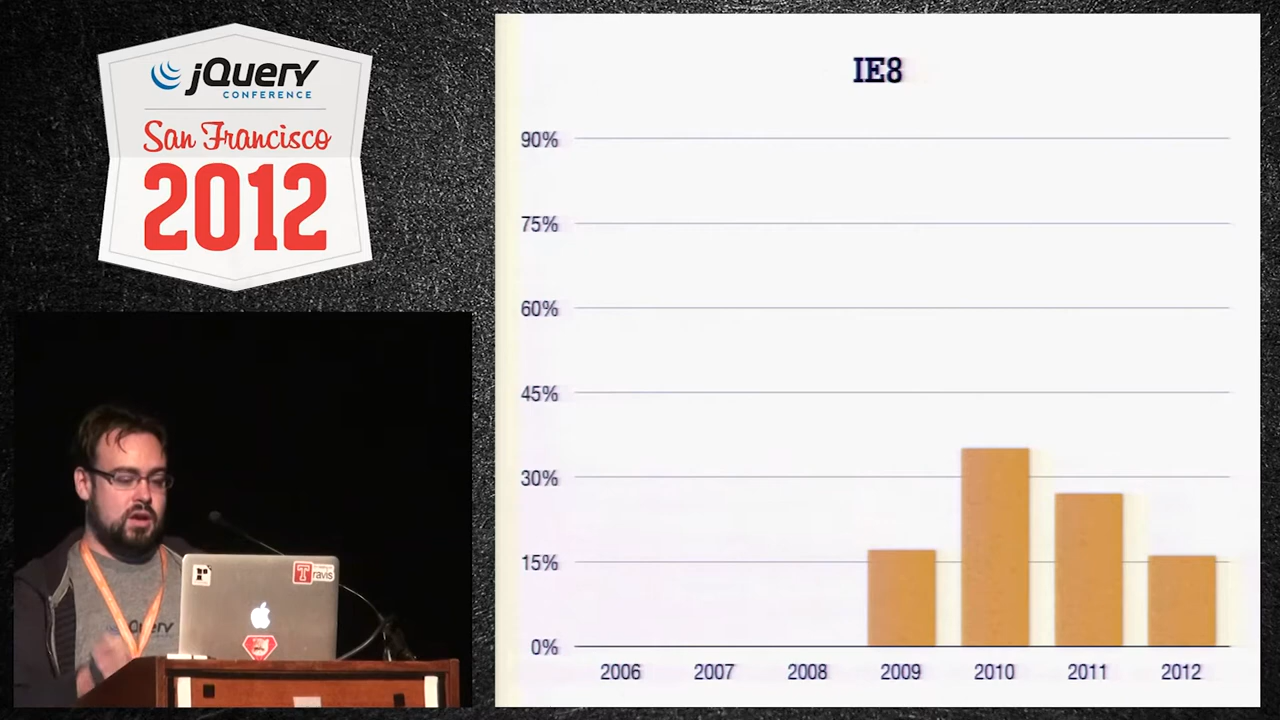 jQuery
CONFERENCE
San Francisco
2012
IE8
90%
75%
60%
45%
30%
15%
0%
2006
2007
2008
2009
2010
2011
2012
Travis
jQuery